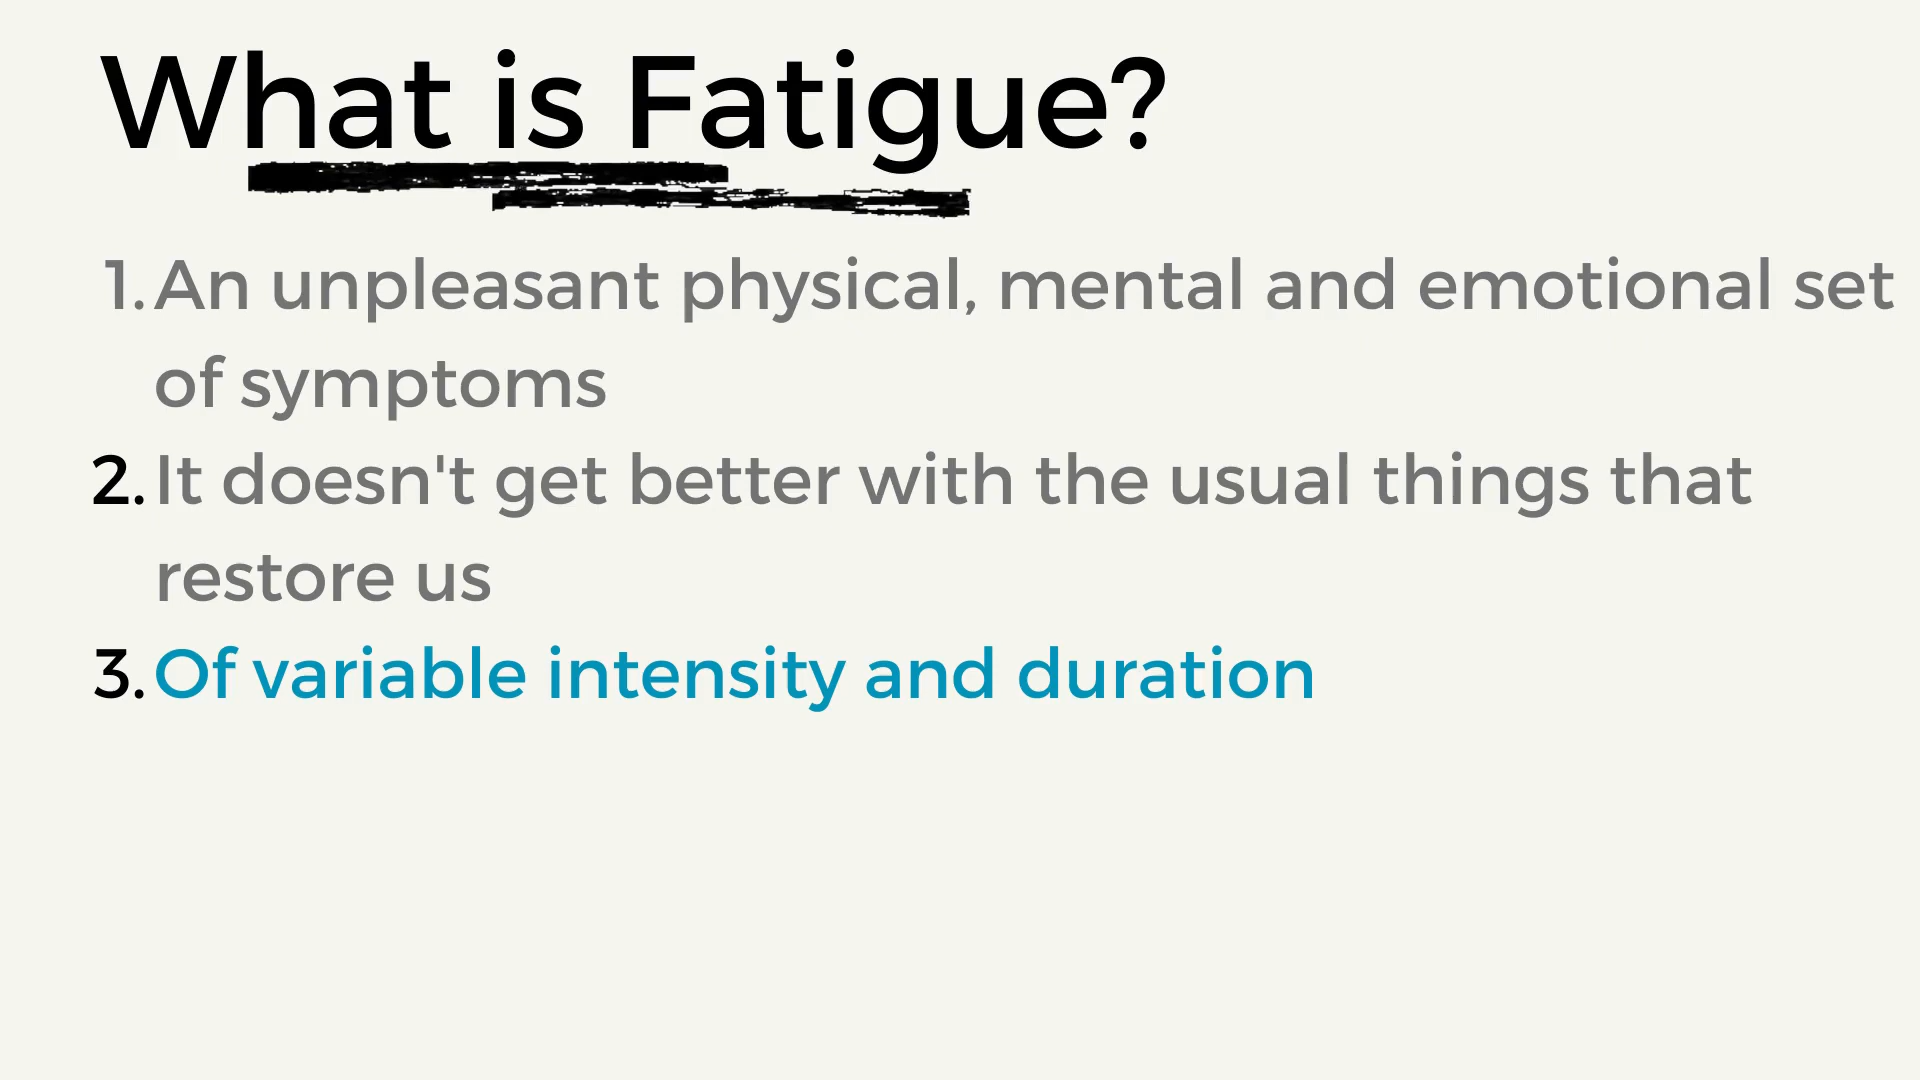 What is Fatigue?
1. An unpleasant physical, mental and emotional set
of symptoms
2. It doesn't get better with the usual things that
restore us
3. Of variable intensity and duration